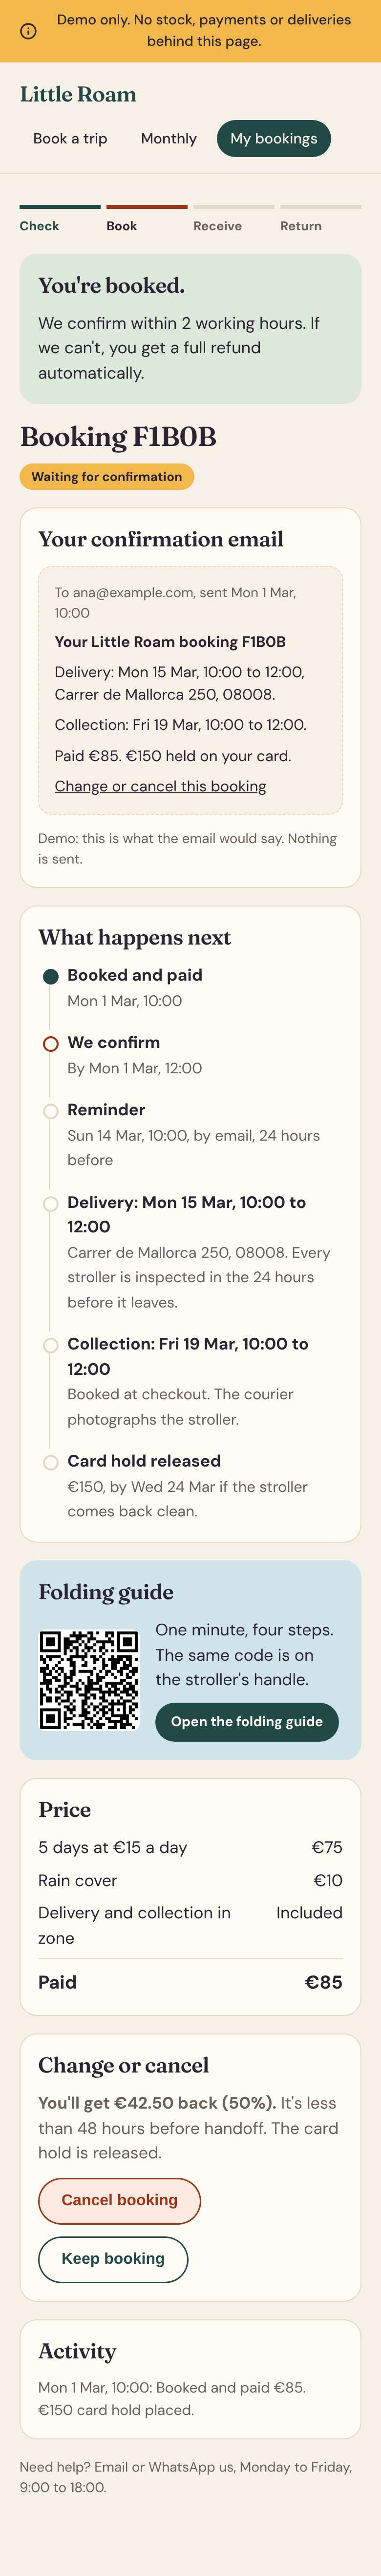 Demo only. No stock, payments or deliveries
behind this page.
Little Roam
Book a trip Monthly My bookings
Check Book Receive Return
You're booked.
We confirm within 2 working hours. If
we can't, you get a full refund
automatically.
Booking F1B0B
Waiting for confirmation
Your confirmation email
To ana@example.com, sent Mon 1 Mar,
10:00
Your Little Roam booking F1B0B
Delivery: Mon 15 Mar, 10:00 to 12:00,
Carrer de Mallorca 250, 08008.
Collection: Fri 19 Mar, 10:00 to 12:00.
Paid €85. €150 held on your card.
Change or cancel this booking
Demo: this is what the email would say. Nothing
is sent.
What happens next
Booked and paid
Mon 1 Mar, 10:00
We confirm
By Mon 1 Mar, 12:00
Reminder
Sun 14 Mar, 10:00, by email, 24 hours
before
Delivery: Mon 15 Mar, 10:00 to
12:00
Carrer de Mallorca 250, 08008. Every
stroller is inspected in the 24 hours
before it leaves.
Collection: Fri 19 Mar, 10:00 to
12:00
Booked at checkout. The courier
photographs the stroller.
Card hold released
€150, by Wed 24 Mar if the stroller
comes back clean.
Folding guide
One minute, four steps.
The same code is on
the stroller's handle.
Open the folding guide
Price
5 days at €15 a day €75
Rain cover €10
Delivery and collection in Included
zone
Paid €85
Change or cancel
You'll get €42.50 back (50%). It's less
than 48 hours before handoff. The card
hold is released.
Cancel booking
Keep booking
Activity
Mon 1 Mar, 10:00: Booked and paid €85.
€150 card hold placed.
Need help? Email or WhatsApp us, Monday to Friday,
9:00 to 18:00.